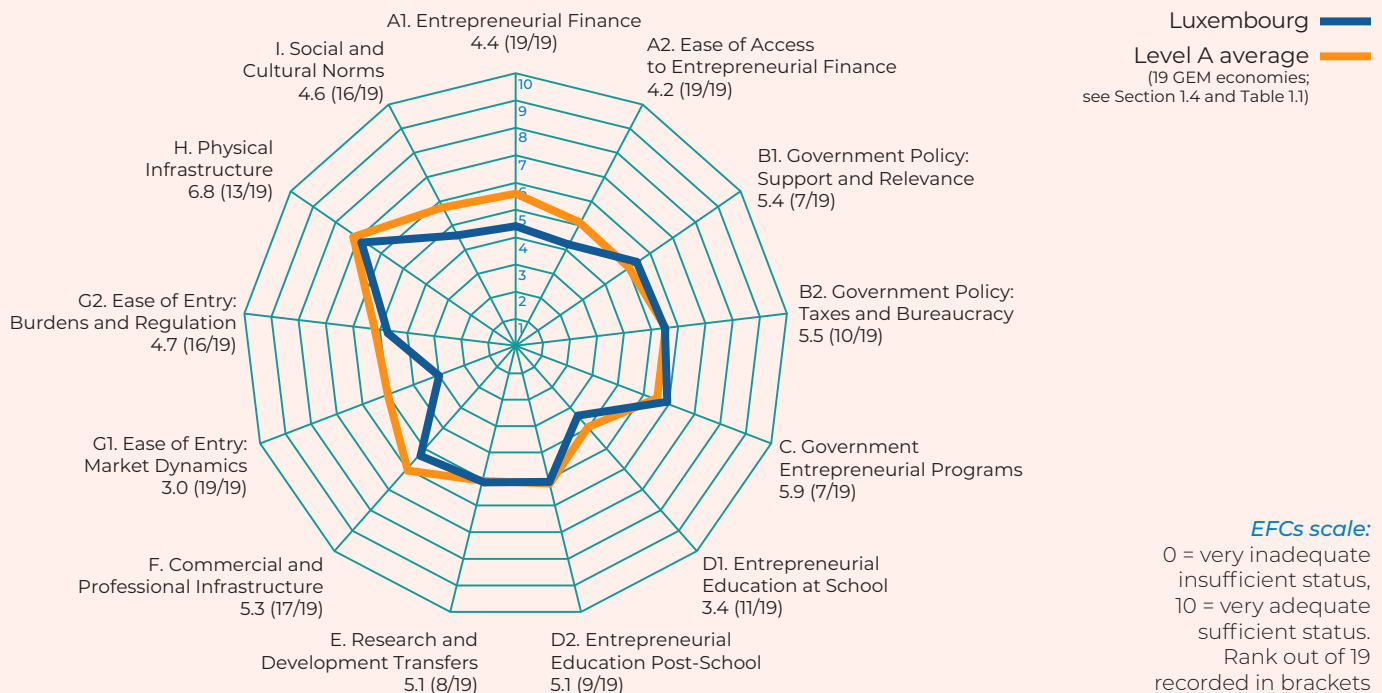 A1. Entrepreneurial Finance
4.4 (19/19)
A2. Ease of Access
to Entrepreneurial Finance
4.2 (19/19)
B1. Government Policy:
Support and Relevance
5.4 (7/19)
B2. Government Policy:
Taxes and Bureaucracy
5.5 (10/19)
C. Government
Entrepreneurial Programs
5.9 (7/19)
D1. Entrepreneurial
Education at School
3.4 (11/19)
D2. Entrepreneurial
Education Post-School
5.1 (9/19)
E. Research and
Development Transfers
5.1 (8/19)
F. Commercial and
Professional Infrastructure
5.3 (17/19)
G1. Ease of Entry:
Market Dynamics
3.0 (19/19)
G2. Ease of Entry:
Burdens and Regulation
4.7 (16/19)
H. Physical
Infrastructure
6.8 (13/19)
I. Social and
Cultural Norms
4.6 (16/19)
10
9
8
7
6
5
4
3
2
1
Luxembourg
Level A average
(19 GEM economies;
see Section 1.4 and Table 1.1)
EFCs scale:
0 = very inadequate
insufficient status,
10 = very adequate
sufficient status.
Rank out of 19
recorded in brackets